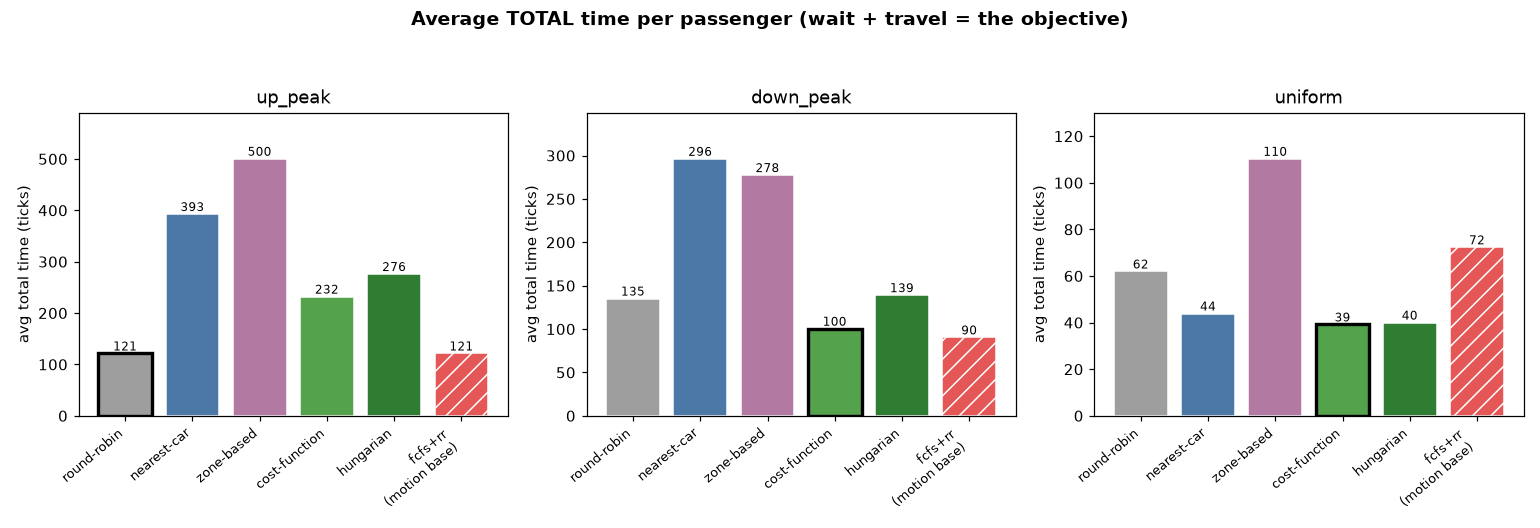 Average TOTAL time per passenger (wait + travel = the objective)
up_peak
avg total time (ticks)
500
400
300
200
100
0
121
393
500
232
276
121
round-robin
nearest-car
zone-based
cost-function
hungarian
fcfs+rr
(motion base)
down_peak
avg total time (ticks)
300
250
200
150
100
50
0
135
296
278
100
139
90
round-robin
nearest-car
zone-based
cost-function
hungarian
fcfs+rr
(motion base)
uniform
avg total time (ticks)
120
100
80
60
40
20
0
62
44
110
39
40
72
round-robin
nearest-car
zone-based
cost-function
hungarian
fcfs+rr
(motion base)